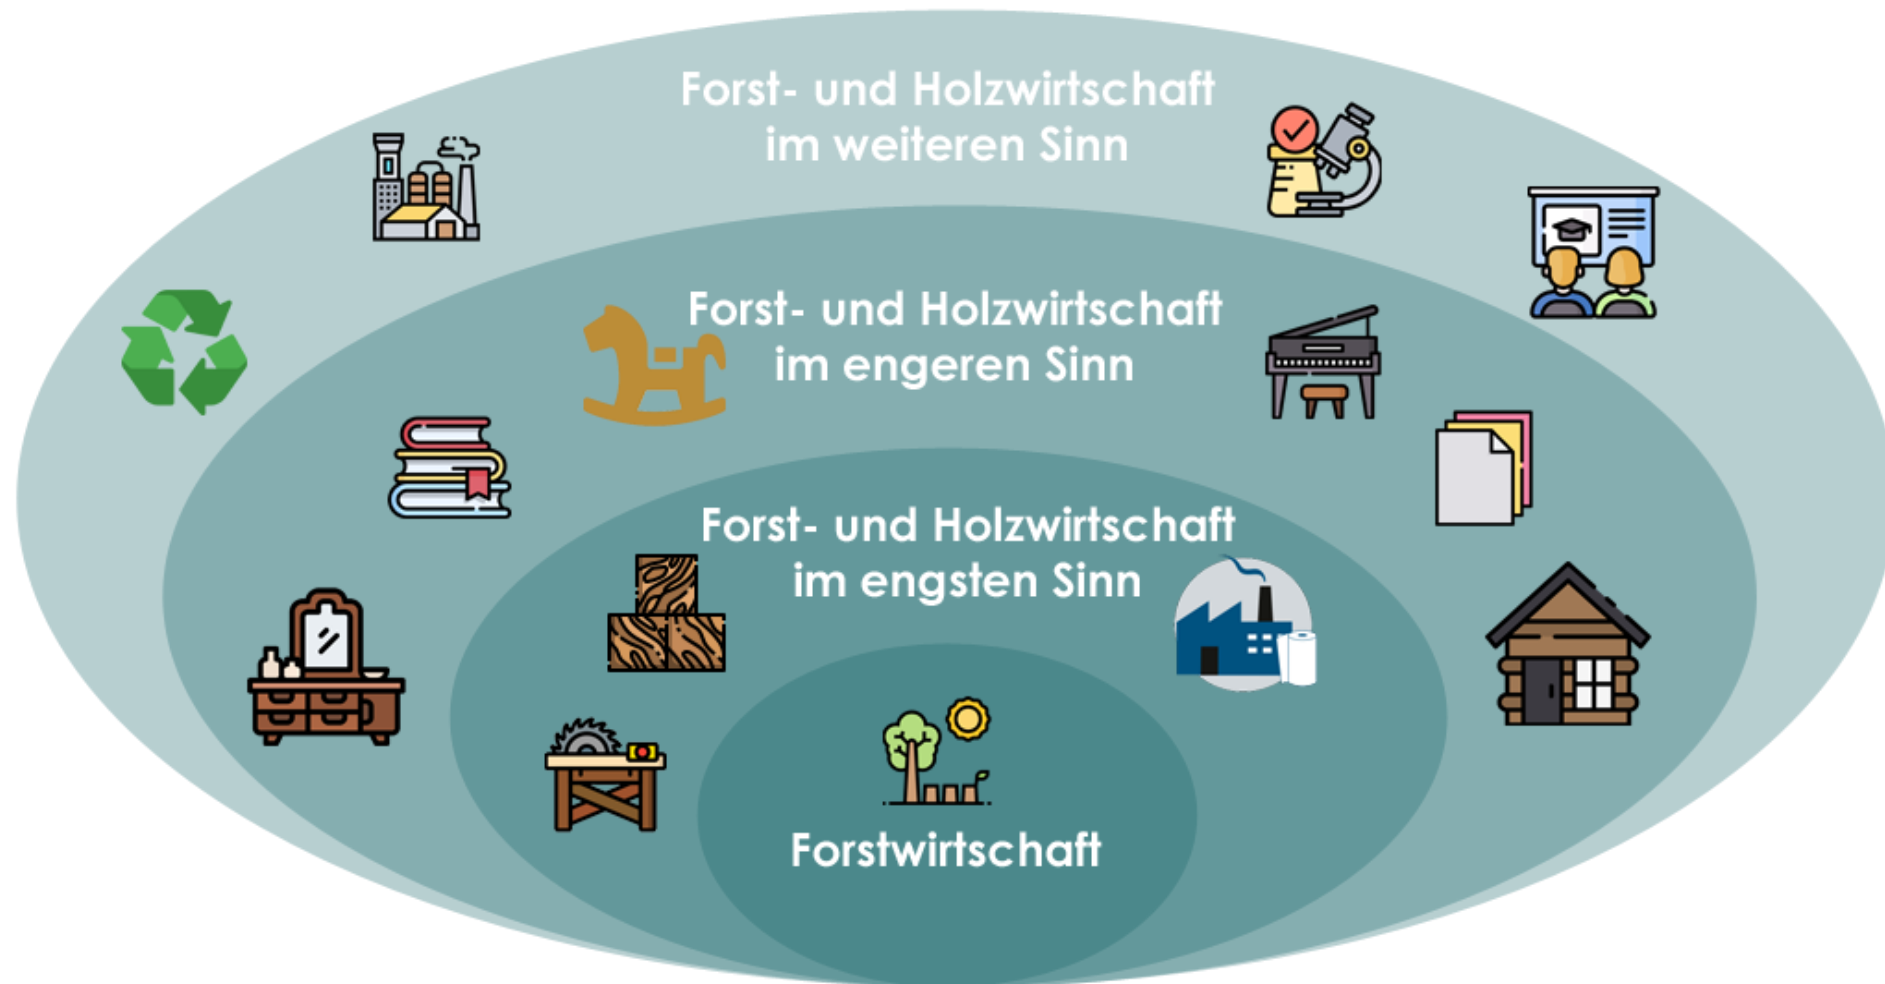 Forst- und Holzwirtschaft
im weiteren Sinn
Forst- und Holzwirtschaft
im engeren Sinn
Forst- und Holzwirtschaft
im engsten Sinn
Forstwirtschaft